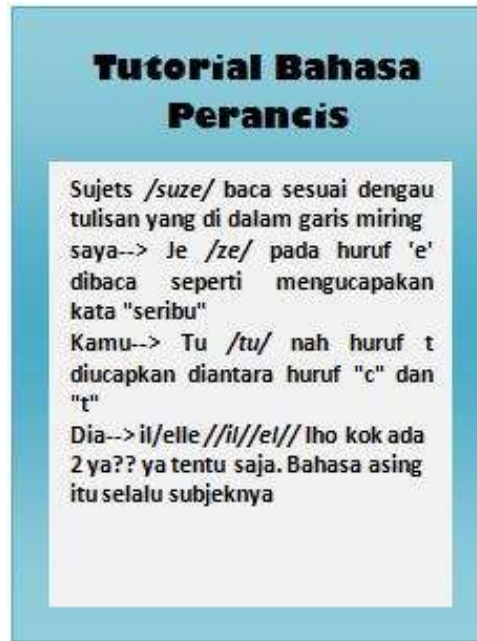 Tutorial Bahasa
Perancis
Sujets /suze/ baca sesuai dengau
tulisan yang di dalam garis miring
saya--> Je /ze/ pada huruf 'e'
dibaca seperti mengucapakan
kata "seribu"
Kamu--> Tu /tu/ nah huruf t
diucapkan diantara huruf "c" dan
"t"
Dia--> il/elle //il//el// lho kok ada
2 ya?? ya tentu saja. Bahasa asing
itu selalu subjeknya